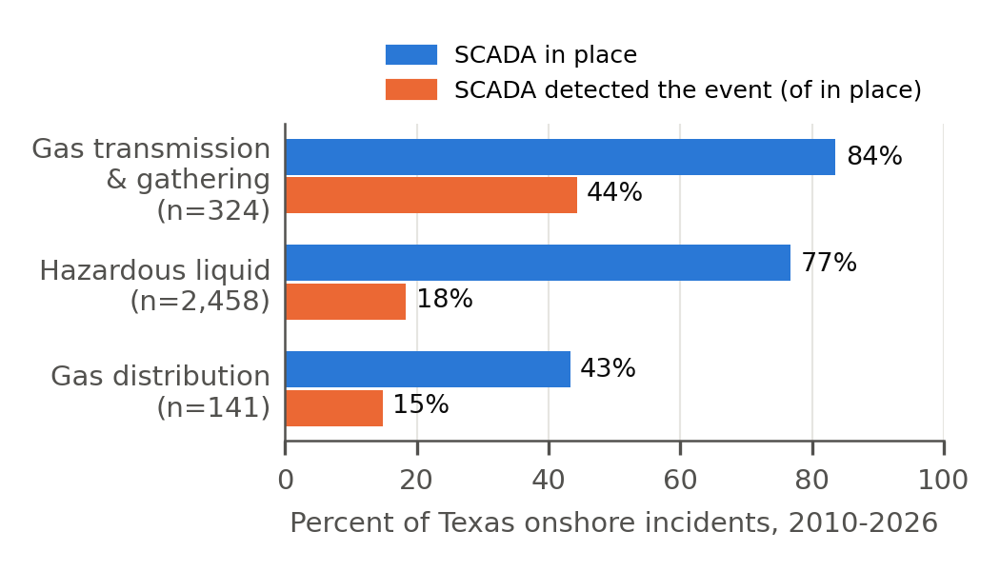 SCADA in place
SCADA detected the event (of in place)
Gas transmission
& gathering
(n=324)
84%
44%
Hazardous liquid
(n=2,458)
77%
18%
Gas distribution
(n=141)
43%
15%
0 20 40 60 80 100
Percent of Texas onshore incidents, 2010-2026